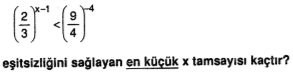 (2/3)^(x-1) < (9/4)^(-4)
eşitsizliğini sağlayan en küçük x tamsayısı kaçtır?